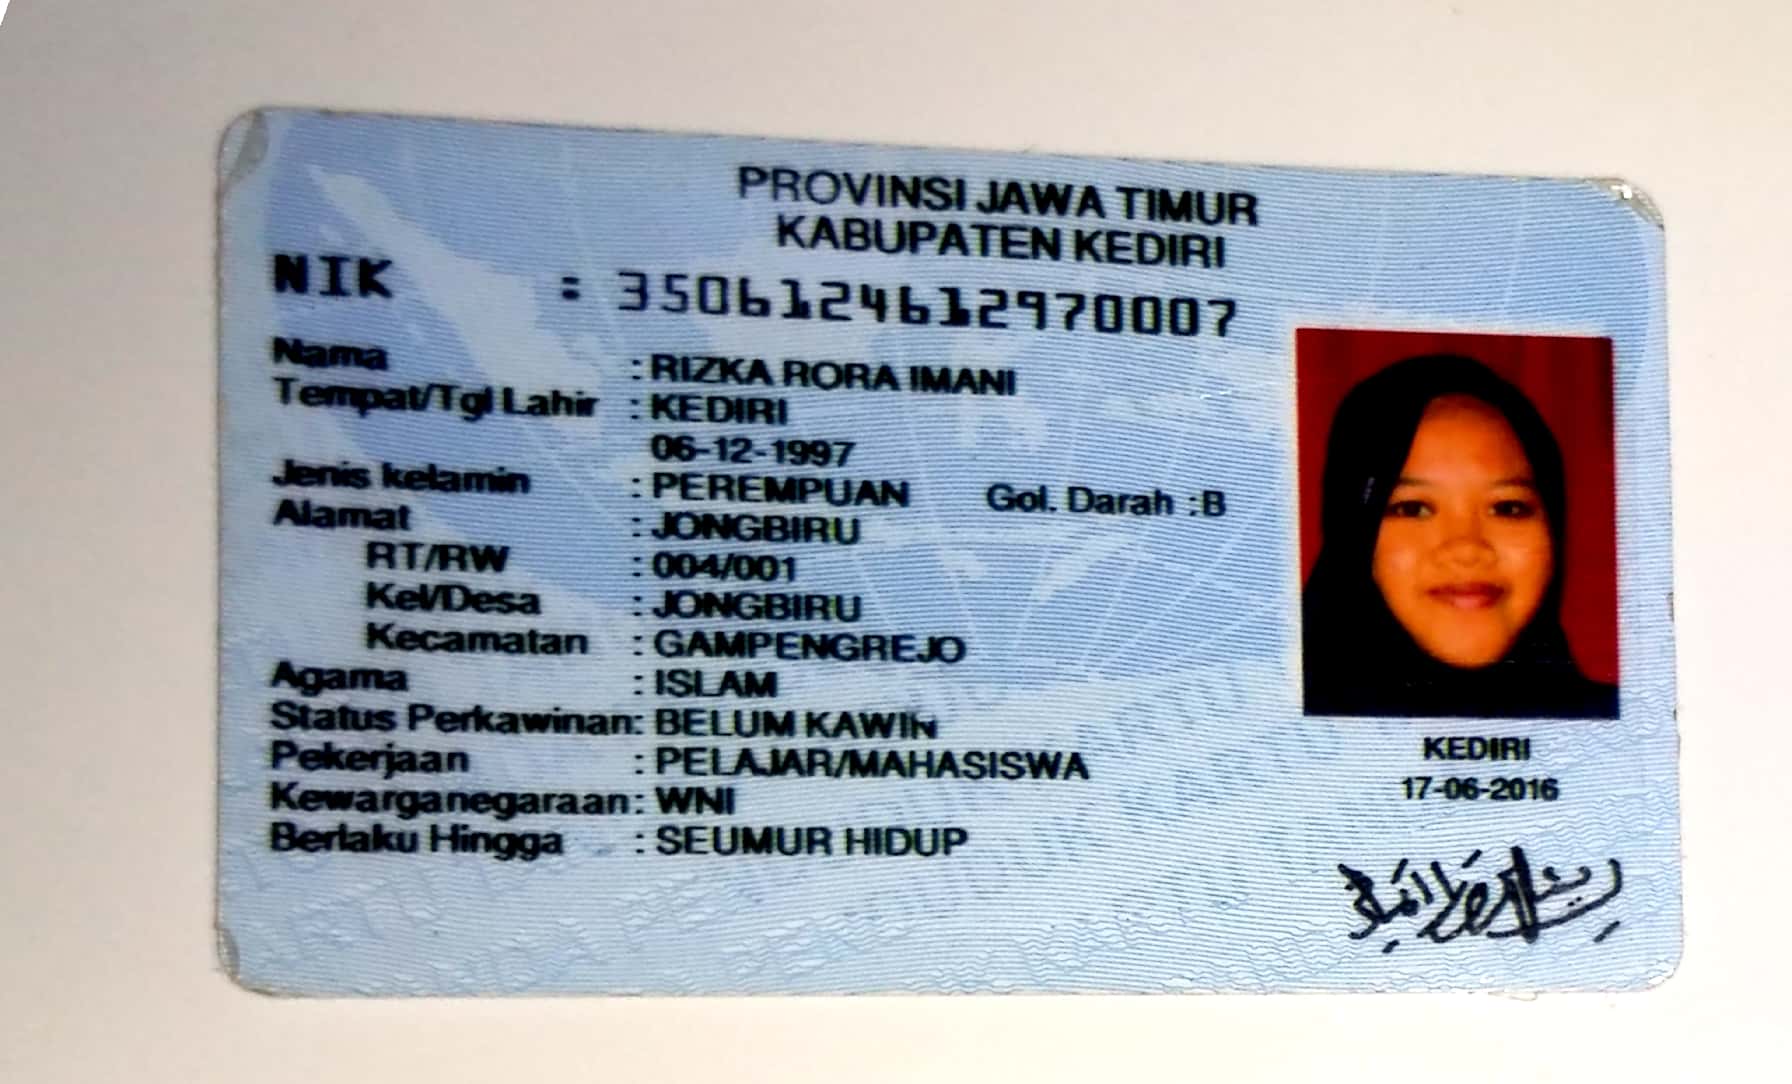 PROVINSI JAWA TIMUR
KABUPATEN KEDIRI
NIK : 3506124612970007
Nama : RIZKA RORA IMANI
Tempat/Tgl Lahir : KEDIRI
06-12-1997
Jenis kelamin : PEREMPUAN Gol. Darah : B
Alamat : JONGBIRU
RT/RW : 004/001
Kel/Desa : JONGBIRU
Kecamatan : GAMPENGREJO
Agama : ISLAM
Status Perkawinan: BELUM KAWIN
Pekerjaan : PELAJAR/MAHASISWA
Kewarganegaraan: WNI
Berlaku Hingga : SEUMUR HIDUP
KEDIRI
17-06-2016